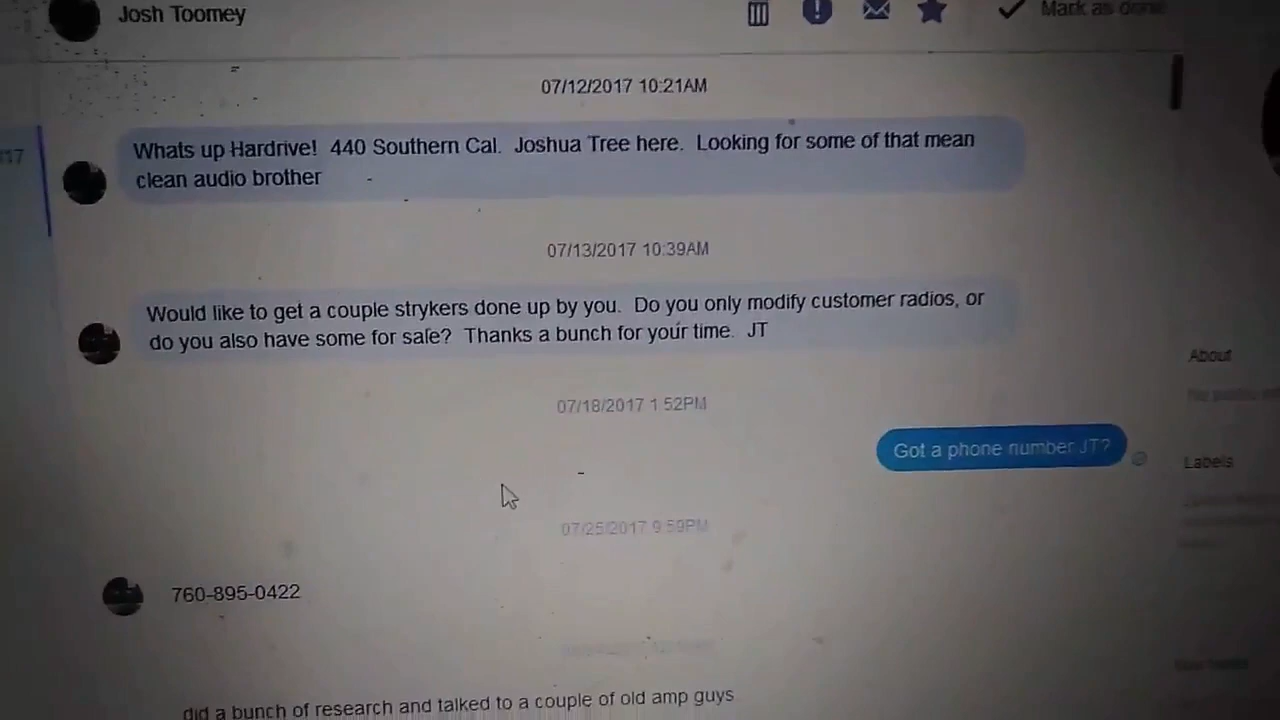 Josh Toomey
Mark as done
07/12/2017 10:21AM
Whats up Hardrive!  440 Southern Cal.  Joshua Tree here.  Looking for some of that mean
clean audio brother
07/13/2017 10:39AM
Would like to get a couple strykers done up by you.  Do you only modify customer radios, or
do you also have some for sale?  Thanks a bunch for your time.  JT
07/18/2017 1:52PM
Got a phone number JT?
07/25/2017 9:59PM
760-895-0422
did a bunch of research and talked to a couple of old amp guys
About
Labels